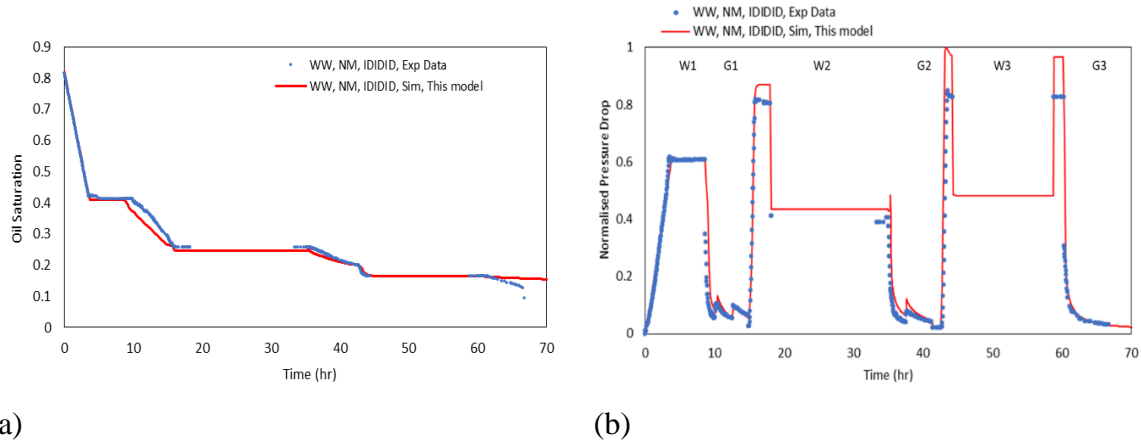 WW, NM, IDIDID, Exp Data
WW, NM, IDIDID, Sim, This model
0.9
0.8
0.7
0.6
0.5
0.4
0.3
0.2
0.1
0
Oil Saturation
0 10 20 30 40 50 60 70
Time (hr)
a)
WW, NM, IDIDID, Exp Data
WW, NM, IDIDID, Sim, This model
1
0.8
0.6
0.4
0.2
0
Normalised Pressure Drop
W1 G1 W2 G2 W3 G3
0 10 20 30 40 50 60 70
Time (hr)
(b)